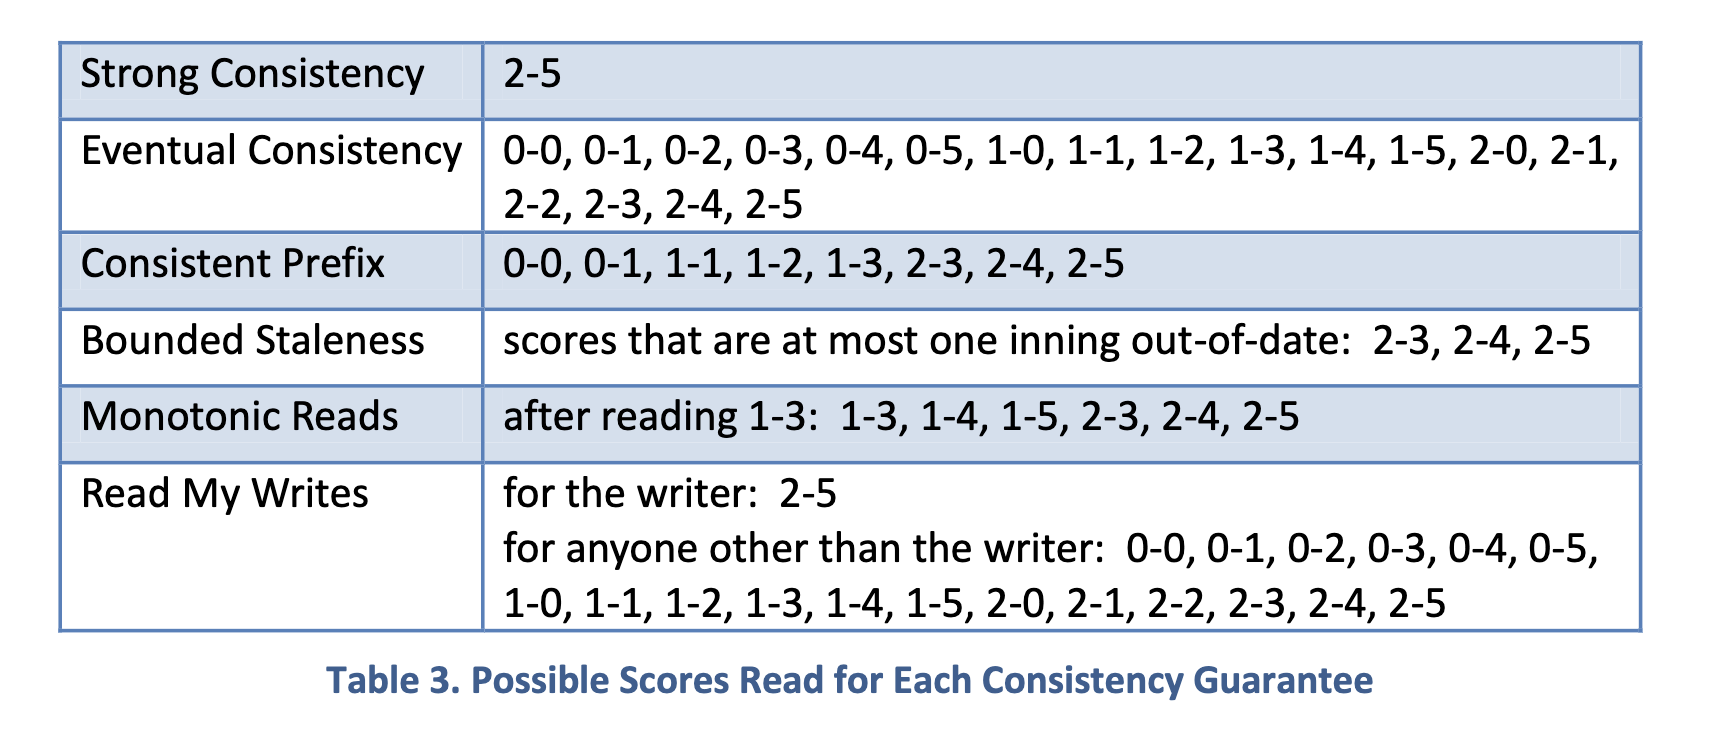 Strong Consistency 2-5
Eventual Consistency 0-0, 0-1, 0-2, 0-3, 0-4, 0-5, 1-0, 1-1, 1-2, 1-3, 1-4, 1-5, 2-0, 2-1,
2-2, 2-3, 2-4, 2-5
Consistent Prefix 0-0, 0-1, 1-1, 1-2, 1-3, 2-3, 2-4, 2-5
Bounded Staleness scores that are at most one inning out-of-date: 2-3, 2-4, 2-5
Monotonic Reads after reading 1-3: 1-3, 1-4, 1-5, 2-3, 2-4, 2-5
Read My Writes for the writer: 2-5
for anyone other than the writer: 0-0, 0-1, 0-2, 0-3, 0-4, 0-5,
1-0, 1-1, 1-2, 1-3, 1-4, 1-5, 2-0, 2-1, 2-2, 2-3, 2-4, 2-5
Table 3. Possible Scores Read for Each Consistency Guarantee